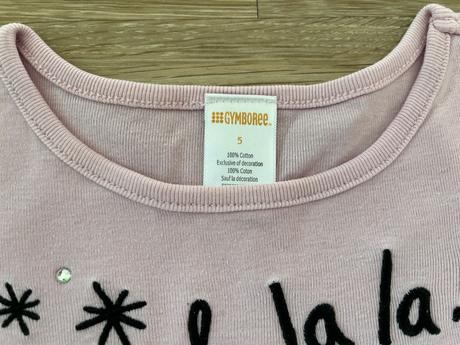 GYMBOREE
5
100% Cotton
Exclusive of decoration
100% Coton
Sauf la décoration
la la.